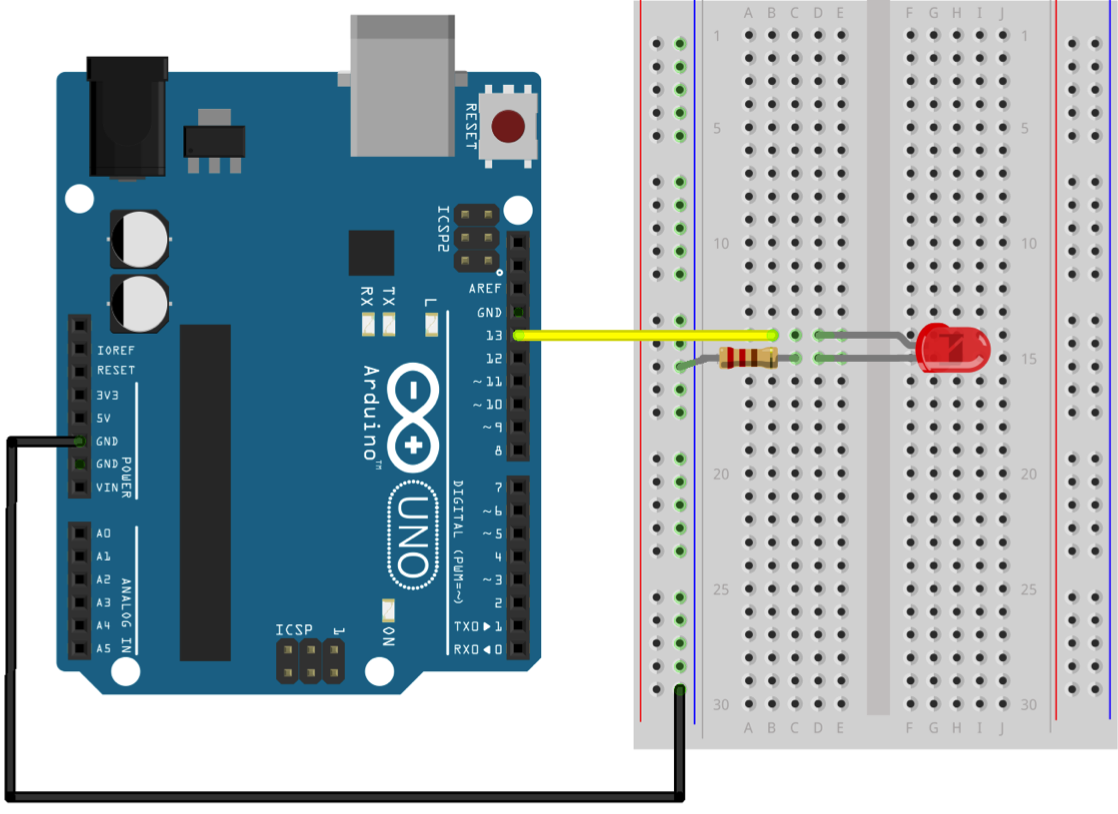 RESET
ICSP2
AREF
GND
13
12
~11
~10
~9
8
7
~6
~5
4
~3
2
TX0▶1
RX0◀0
DIGITAL (PWM=~)
RX
TX
L
Arduino™
UNO
ON
ICSP
1
IOREF
RESET
3V3
5V
GND
GND
VIN
POWER
A0
A1
A2
A3
A4
A5
ANALOG IN
A B C D E F G H I J
1 1
5 5
10 10
15
20 20
25 25
30 30
A B C D E F G H I J